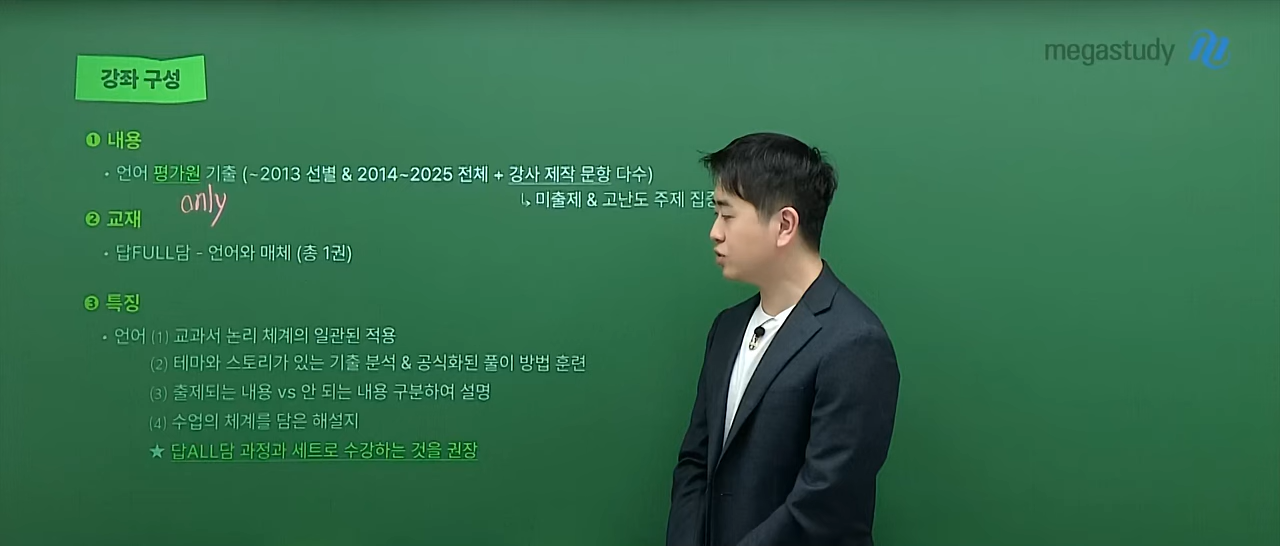 megastudy
강좌 구성
❶ 내용
• 언어 평가원 기출 (~2013 선별 & 2014~2025 전체 + 강사 제작 문항 다수)
only
↳ 미출제 & 고난도 주제 집중
❷ 교재
• 답FULL담 - 언어와 매체 (총 1권)
❸ 특징
• 언어 (1) 교과서 논리 체계의 일관된 적용
(2) 테마와 스토리가 있는 기출 분석 & 공식화된 풀이 방법 훈련
(3) 출제되는 내용 vs 안 되는 내용 구분하여 설명
(4) 수업의 체계를 담은 해설지
★ 답ALL담 과정과 세트로 수강하는 것을 권장